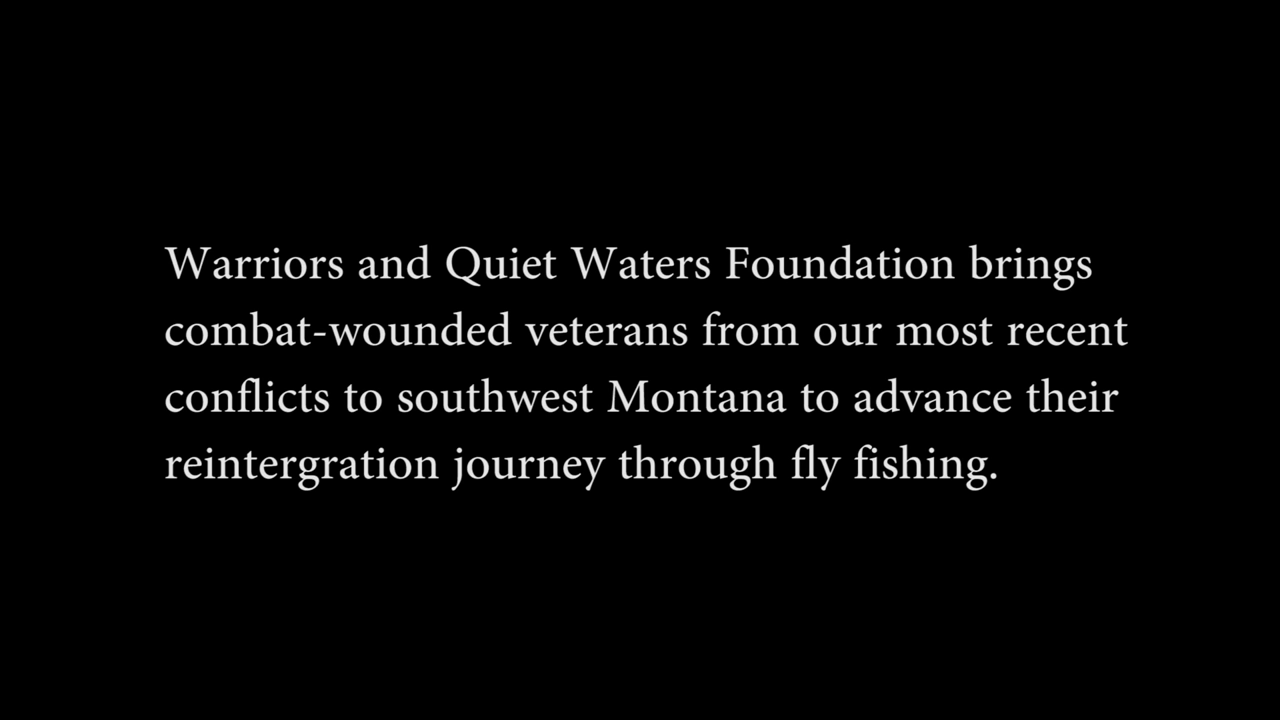 Warriors and Quiet Waters Foundation brings
combat-wounded veterans from our most recent
conflicts to southwest Montana to advance their
reintergration journey through fly fishing.